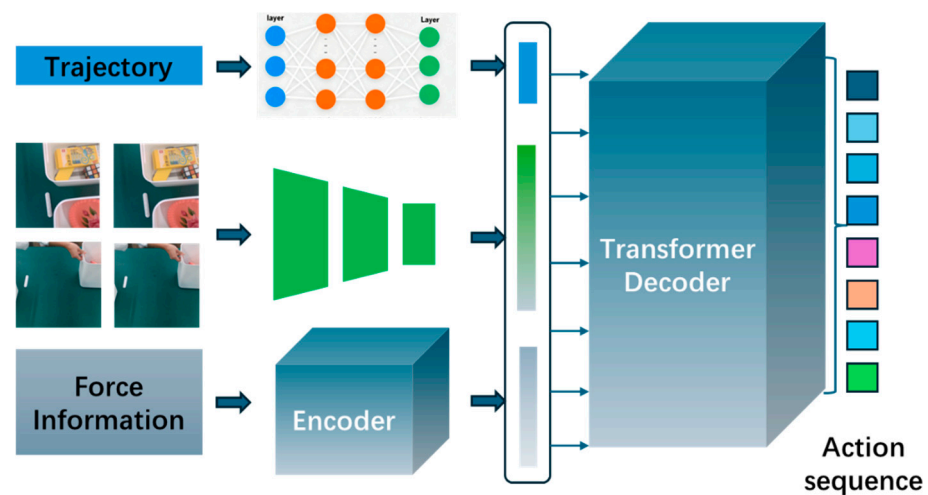 layer
Layer
Trajectory
Transformer
Decoder
Force
Information
Encoder
Action
sequence